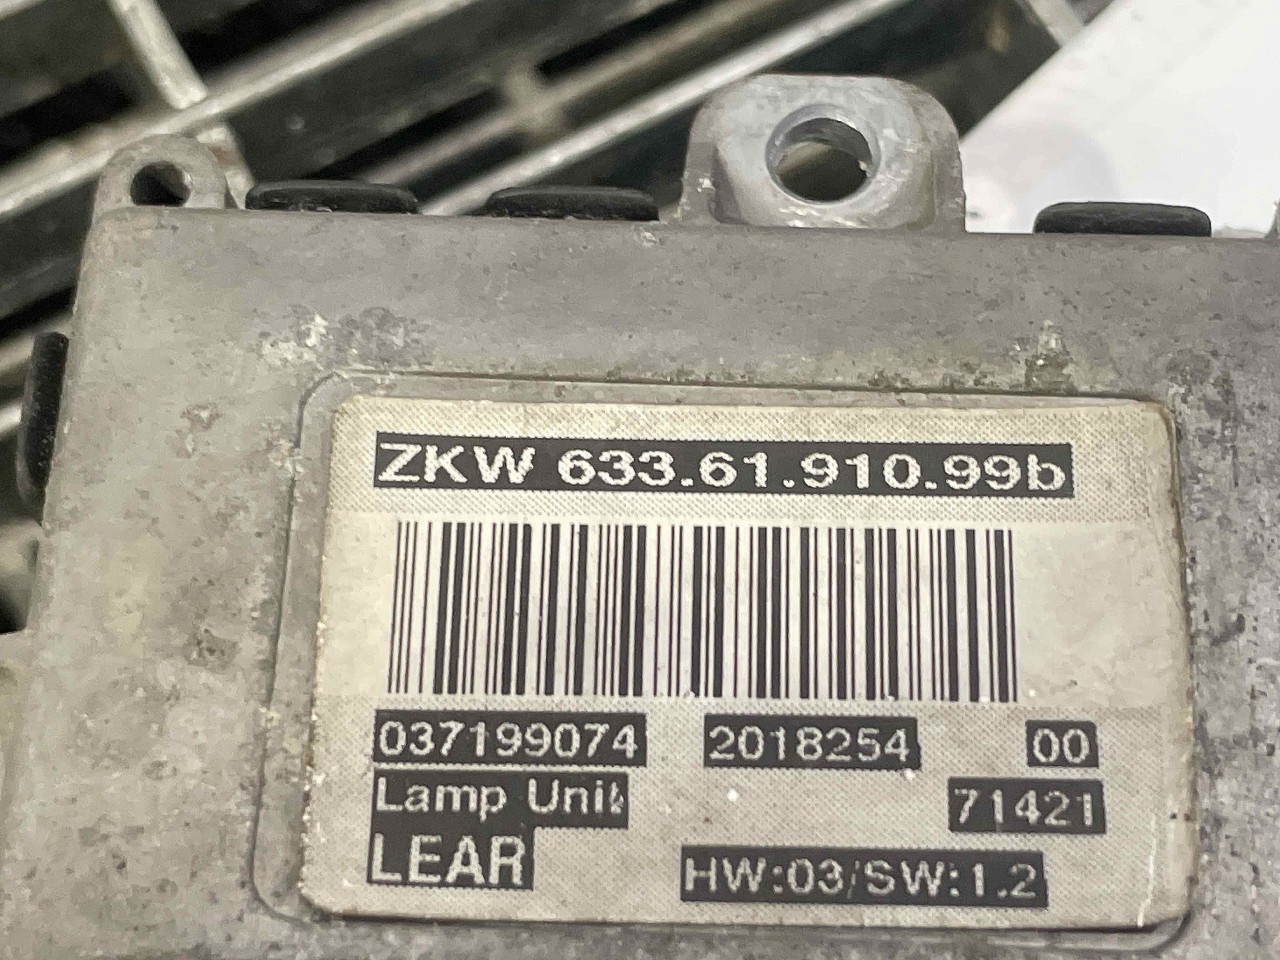 ZKW 633.61.910.99b
037199074 2018254 00
Lamp Unit 71421
LEAR HW:03/SW:1.2